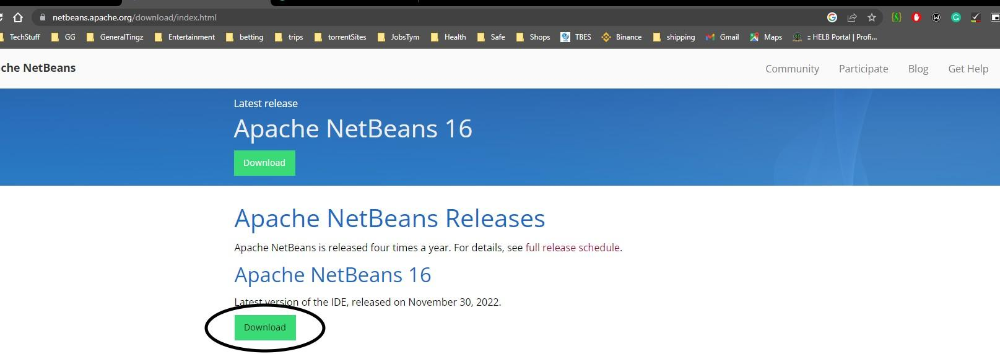 netbeans.apache.org/download/index.html
TechStuff GG GeneralTingz Entertainment betting trips torrentSites JobsTym Health Safe Shops TBES Binance shipping Gmail Maps :: HELB Portal | Profi...
che NetBeans Community Participate Blog Get Help
Latest release
Apache NetBeans 16
Download
Apache NetBeans Releases
Apache NetBeans is released four times a year. For details, see full release schedule.
Apache NetBeans 16
Latest version of the IDE, released on November 30, 2022.
Download